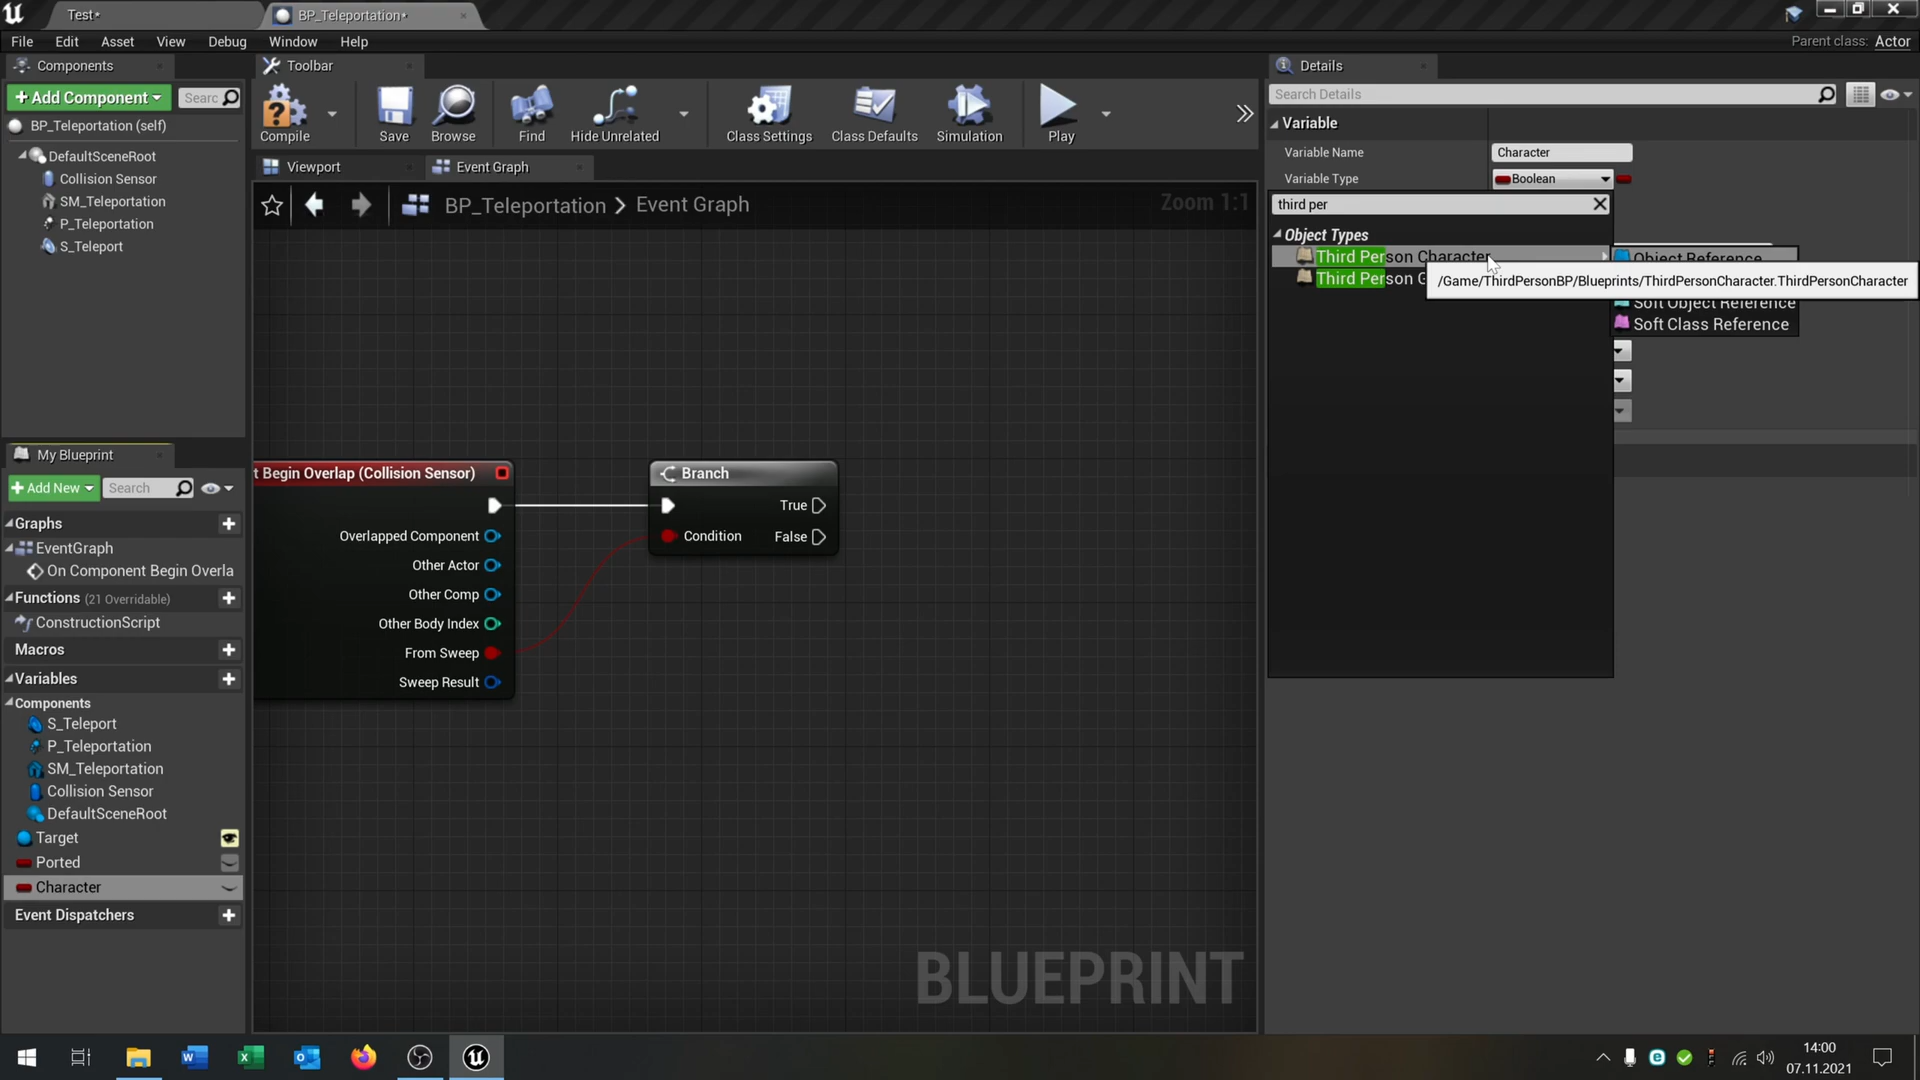 Test*
BP_Teleportation*
File Edit Asset View Debug Window Help
Parent class: Actor
Components
Toolbar
Details
+ Add Component
Searc
Search Details
BP_Teleportation (self)
DefaultSceneRoot
Collision Sensor
SM_Teleportation
P_Teleportation
S_Teleport
Compile Save Browse Find Hide Unrelated Class Settings Class Defaults Simulation Play
Viewport
Event Graph
BP_Teleportation > Event Graph
Zoom 1:1
Variable
Variable Name
Character
Variable Type
Boolean
third per
Object Types
Third Person Character
Third Person G
Object Reference
/Game/ThirdPersonBP/Blueprints/ThirdPersonCharacter.ThirdPersonCharacter
Soft Object Reference
Soft Class Reference
t Begin Overlap (Collision Sensor)
Overlapped Component
Other Actor
Other Comp
Other Body Index
From Sweep
Sweep Result
Branch
True
Condition
False
My Blueprint
+ Add New
Search
Graphs
EventGraph
On Component Begin Overla
Functions (21 Overridable)
ConstructionScript
Macros
Variables
Components
S_Teleport
P_Teleportation
SM_Teleportation
Collision Sensor
DefaultSceneRoot
Target
Ported
Character
Event Dispatchers
BLUEPRINT
14:00
07.11.2021